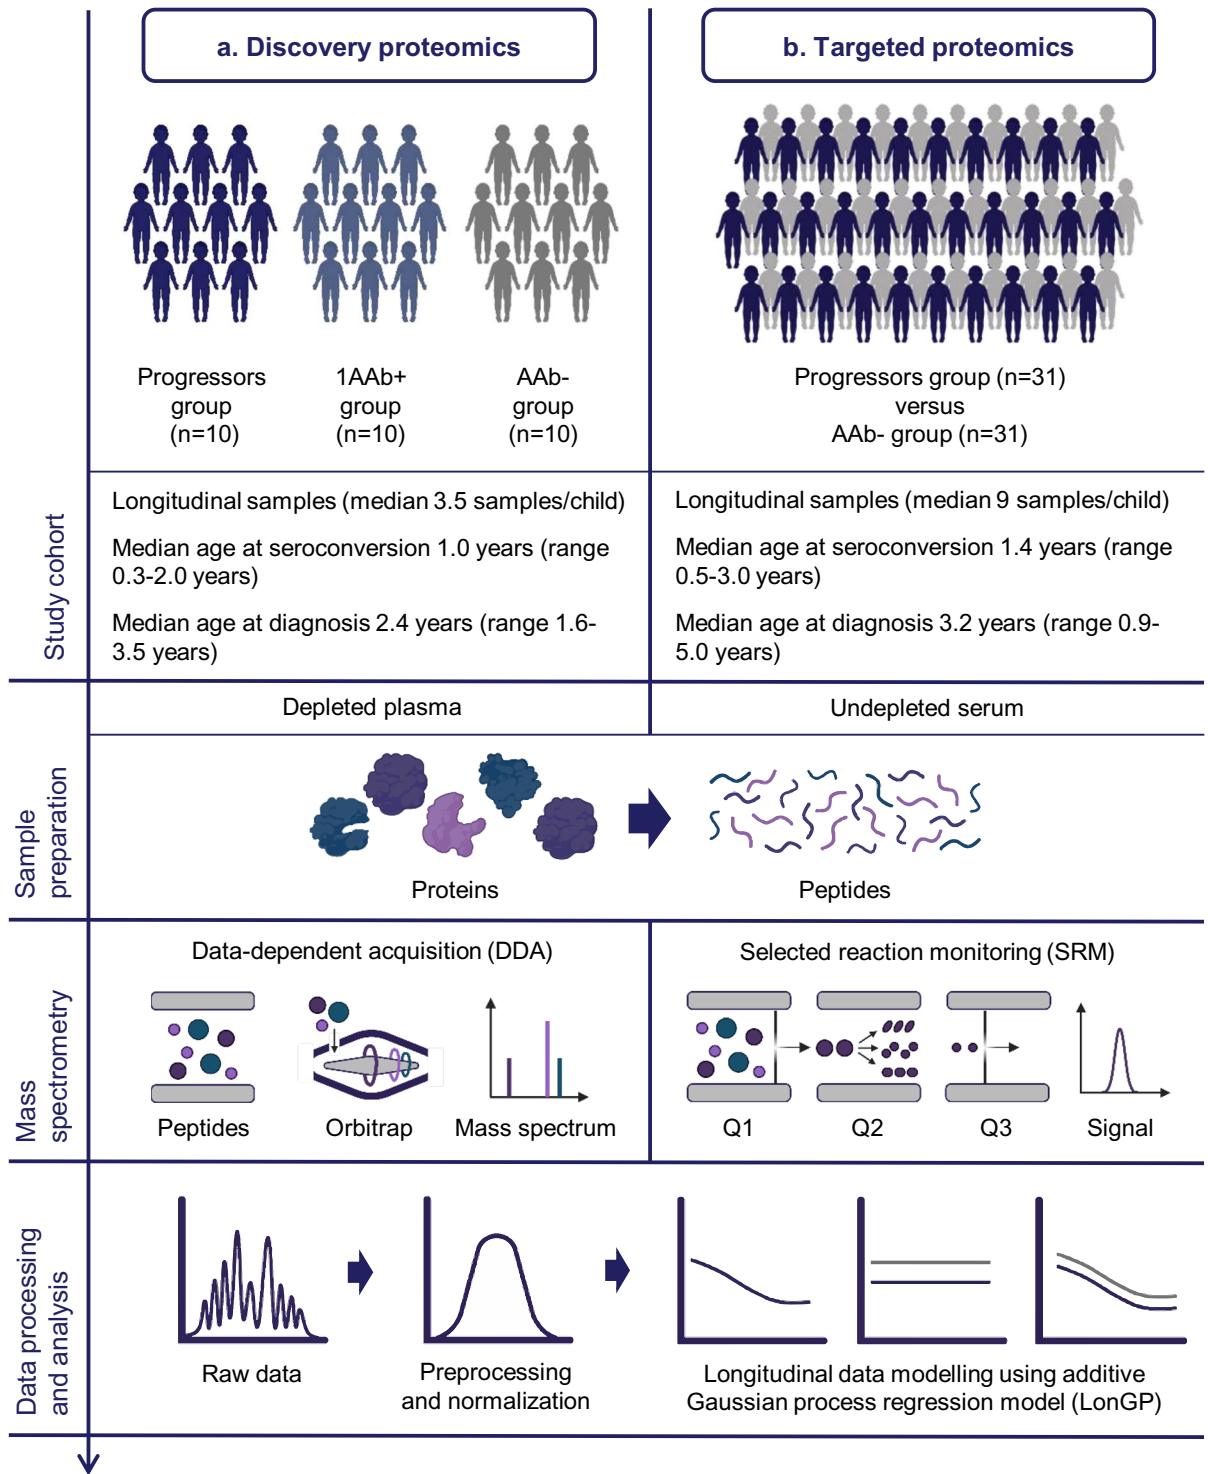 a. Discovery proteomics
b. Targeted proteomics
Progressors
group
(n=10)
1AAb+
group
(n=10)
AAb-
group
(n=10)
Progressors group (n=31)
versus
AAb- group (n=31)
Study cohort
Longitudinal samples (median 3.5 samples/child)
Median age at seroconversion 1.0 years (range
0.3-2.0 years)
Median age at diagnosis 2.4 years (range 1.6-
3.5 years)
Longitudinal samples (median 9 samples/child)
Median age at seroconversion 1.4 years (range
0.5-3.0 years)
Median age at diagnosis 3.2 years (range 0.9-
5.0 years)
Sample
preparation
Depleted plasma
Undepleted serum
Proteins
Peptides
Mass
spectrometry
Data-dependent acquisition (DDA)
Peptides
Orbitrap
Mass spectrum
Selected reaction monitoring (SRM)
Q1
Q2
Q3
Signal
Data processing
and analysis
Raw data
Preprocessing
and normalization
Longitudinal data modelling using additive
Gaussian process regression model (LonGP)